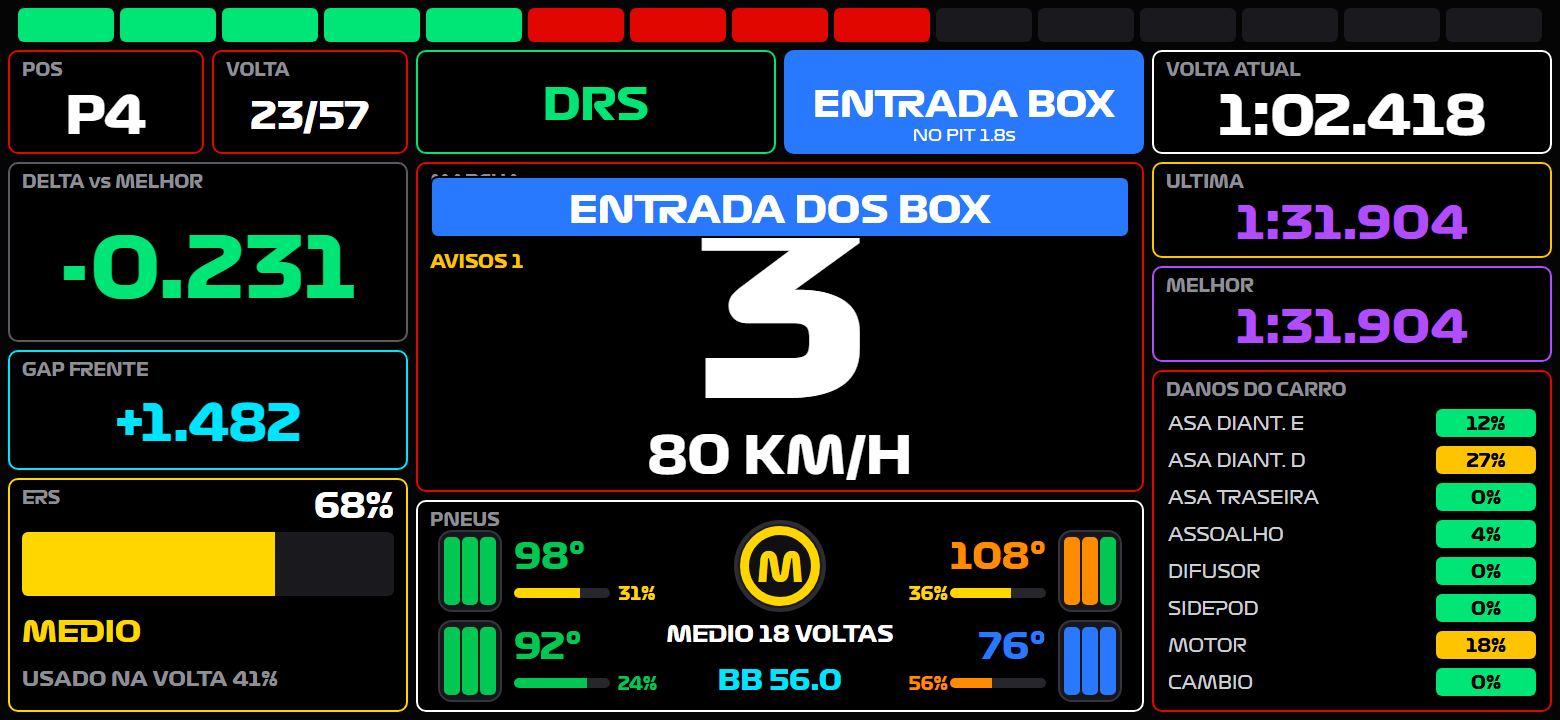 POS
P4
VOLTA
23/57
DRS
ENTRADA BOX
NO PIT 1.8s
VOLTA ATUAL
1:02.418
DELTA vs MELHOR
-0.231
GAP FRENTE
+1.482
ERS
68%
MEDIO
USADO NA VOLTA 41%
ENTRADA DOS BOX
AVISOS 1
3
80 KM/H
PNEUS
98°
31%
92°
24%
M
MEDIO 18 VOLTAS
BB 56.0
108°
36%
76°
56%
ULTIMA
1:31.904
MELHOR
1:31.904
DANOS DO CARRO
ASA DIANT. E 12%
ASA DIANT. D 27%
ASA TRASEIRA 0%
ASSOALHO 4%
DIFUSOR 0%
SIDEPOD 0%
MOTOR 18%
CAMBIO 0%